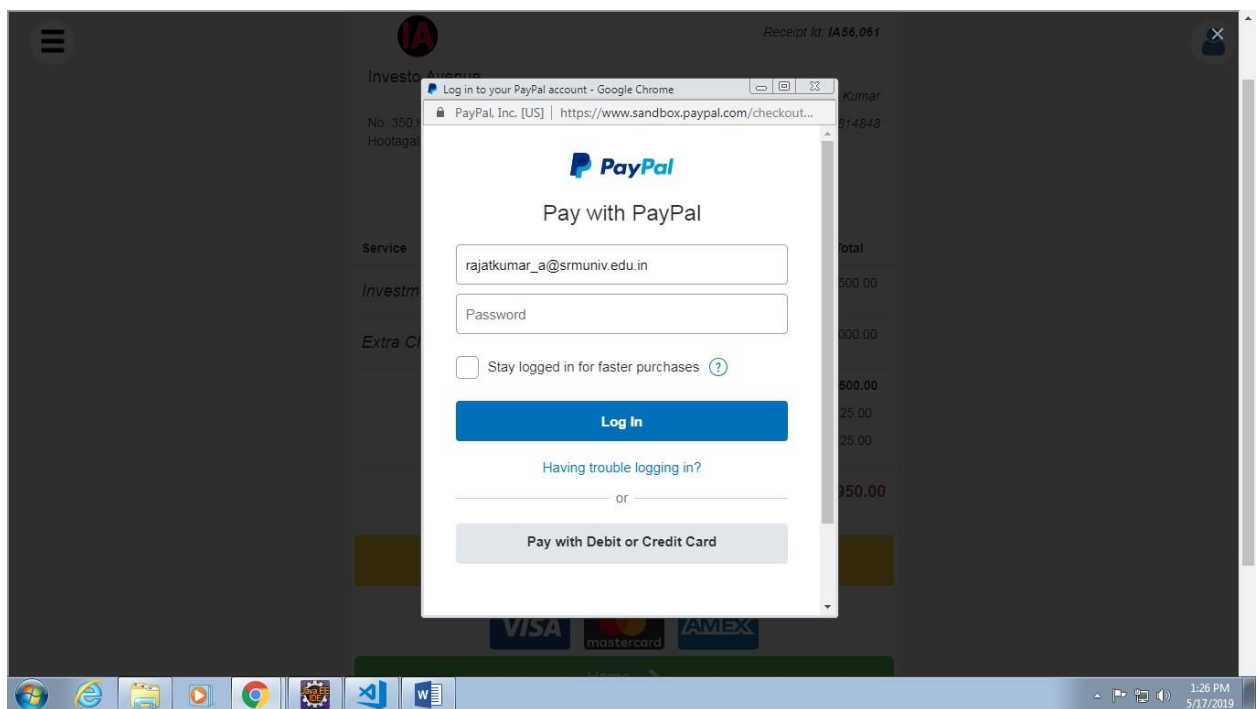 IA
Receipt Id: IA56,061
Investo Avenue
Kumar
No. 350,
814848
Hootagal
Log in to your PayPal account - Google Chrome
PayPal, Inc. [US] | https://www.sandbox.paypal.com/checkout...
PayPal
Pay with PayPal
Service
Total
rajatkumar_a@srmuniv.edu.in
500.00
Investm
Password
000.00
Extra C
Stay logged in for faster purchases ?
500.00
Log In
25.00
25.00
Having trouble logging in?
950.00
or
Pay with Debit or Credit Card
VISA
mastercard
AMEX
Home
Java EE
IDE
W
1:26 PM
5/17/2019